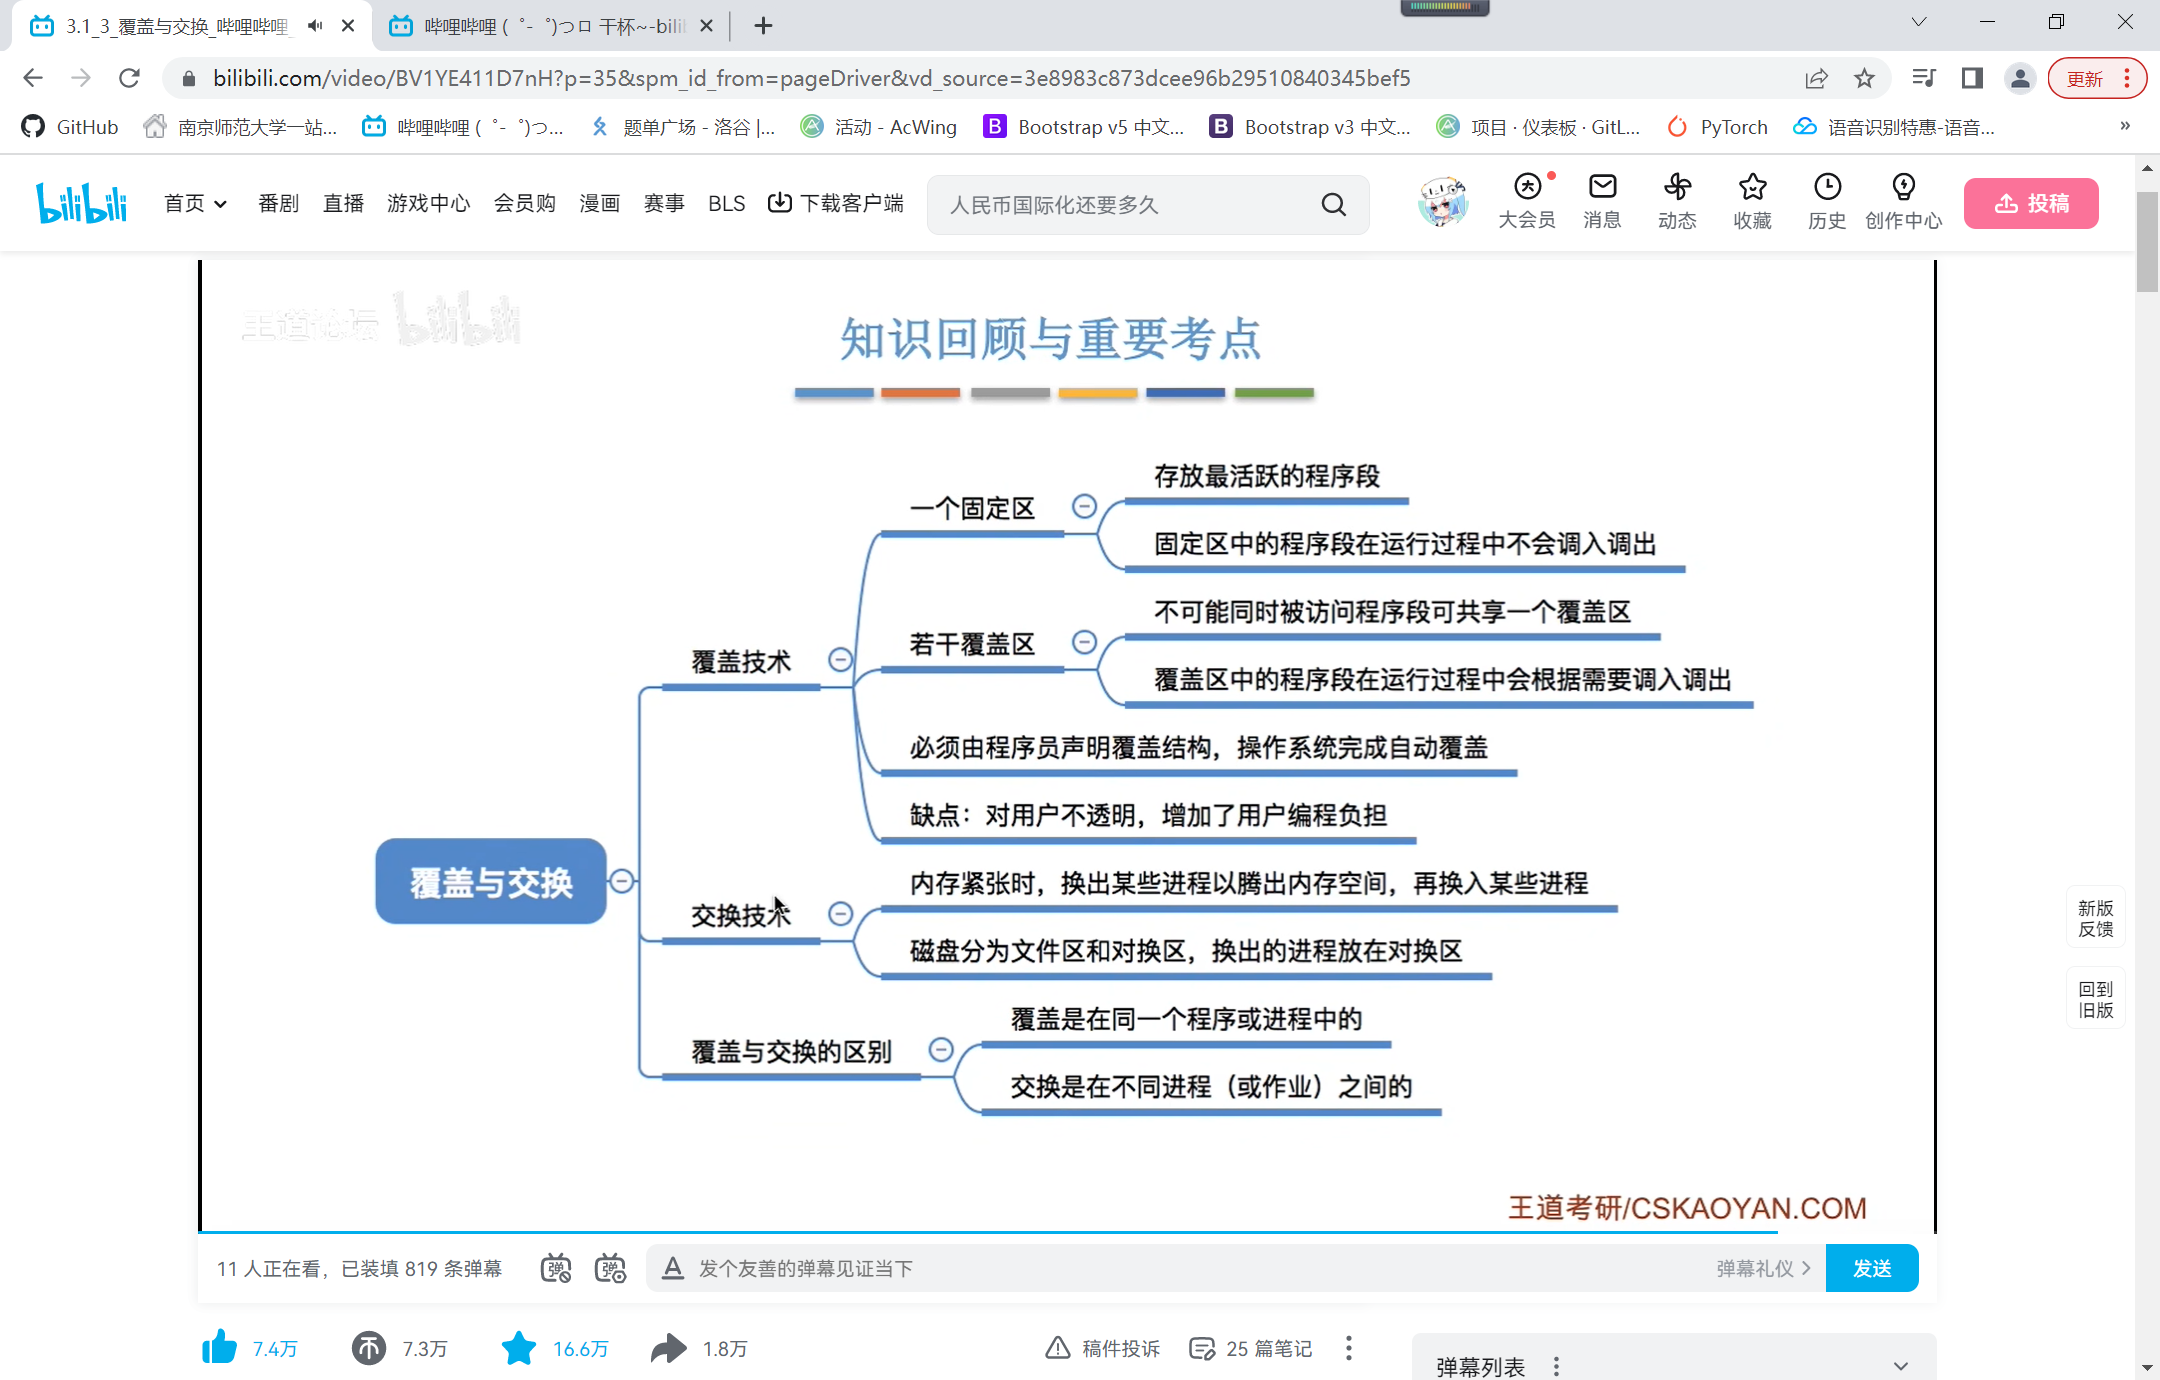 3.1_3_覆盖与交换_哔哩哔哩_
哔哩哔哩 (゜-゜)つロ 干杯~-bili
bilibili.com/video/BV1YE411D7nH?p=35&spm_id_from=pageDriver&vd_source=3e8983c873dcee96b29510840345bef5
更新
GitHub
南京师范大学一站...
哔哩哔哩 (゜-゜)つ...
题单广场 - 洛谷 |...
活动 - AcWing
Bootstrap v5 中文...
Bootstrap v3 中文...
项目 · 仪表板 · GitL...
PyTorch
语音识别特惠-语音...
»
bilibili
首页
番剧
直播
游戏中心
会员购
漫画
赛事
BLS
下载客户端
人民币国际化还要多久
大会员
消息
动态
收藏
历史
创作中心
投稿
王道论坛 bilibili
知识回顾与重要考点
存放最活跃的程序段
一个固定区
固定区中的程序段在运行过程中不会调入调出
不可能同时被访问程序段可共享一个覆盖区
若干覆盖区
覆盖技术
覆盖区中的程序段在运行过程中会根据需要调入调出
必须由程序员声明覆盖结构，操作系统完成自动覆盖
缺点：对用户不透明，增加了用户编程负担
覆盖与交换
内存紧张时，换出某些进程以腾出内存空间，再换入某些进程
交换技术
磁盘分为文件区和对换区，换出的进程放在对换区
覆盖是在同一个程序或进程中的
覆盖与交换的区别
交换是在不同进程（或作业）之间的
新版
反馈
回到
旧版
王道考研/CSKAOYAN.COM
11 人正在看，已装填 819 条弹幕
弹
弹
A
发个友善的弹幕见证当下
弹幕礼仪
发送
7.4万
7.3万
16.6万
1.8万
稿件投诉
25 篇笔记
弹幕列表